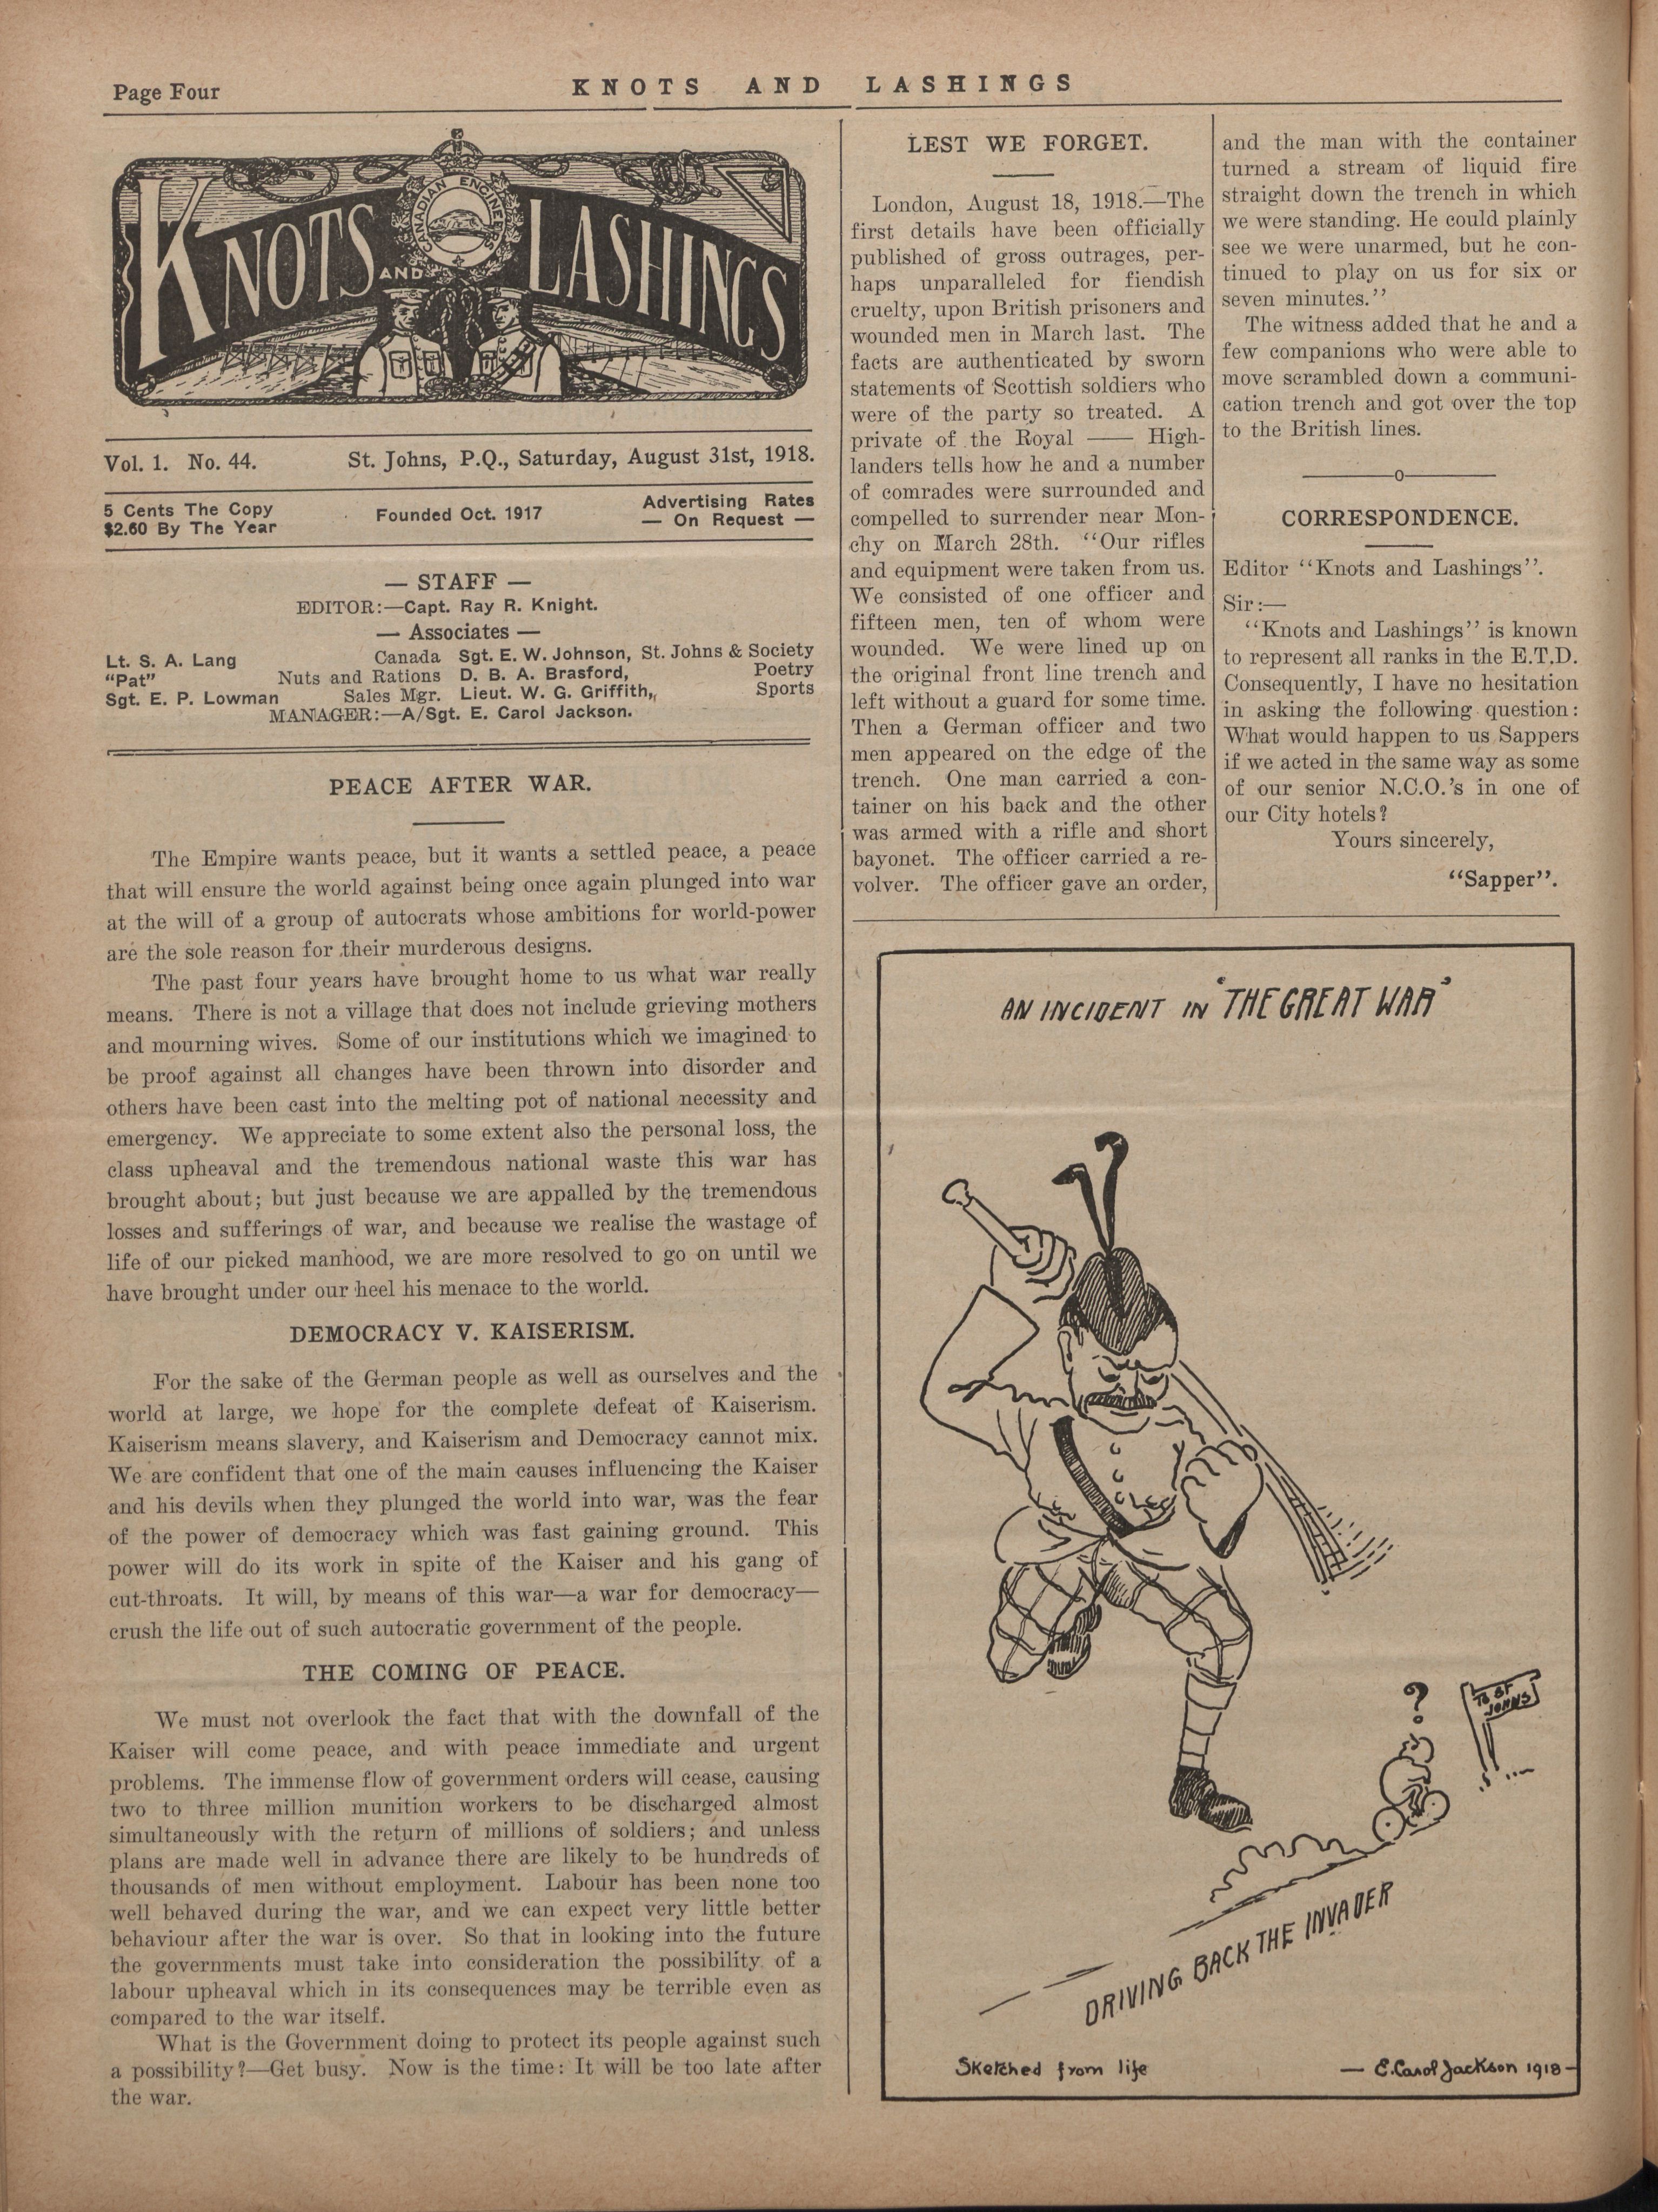 Page Four
KNOTS AND LASHINGS
KNOTS AND LASHINGS
CANADIAN ENGINEERS
Vol. 1. No. 44. St. Johns, P.Q., Saturday, August 31st, 1918.
5 Cents The Copy
$2.60 By The Year
Founded Oct. 1917
Advertising Rates
— On Request —
— STAFF —
EDITOR:—Capt. Ray R. Knight.
— Associates —
Lt. S. A. Lang Canada Sgt. E. W. Johnson, St. Johns & Society
"Pat" Nuts and Rations D. B. A. Brasford, Poetry
Sgt. E. P. Lowman Sales Mgr. Lieut. W. G. Griffith, Sports
MANAGER:—A/Sgt. E. Carol Jackson.
PEACE AFTER WAR.
The Empire wants peace, but it wants a settled peace, a peace
that will ensure the world against being once again plunged into war
at the will of a group of autocrats whose ambitions for world-power
are the sole reason for their murderous designs.
The past four years have brought home to us what war really
means. There is not a village that does not include grieving mothers
and mourning wives. Some of our institutions which we imagined to
be proof against all changes have been thrown into disorder and
others have been cast into the melting pot of national necessity and
emergency. We appreciate to some extent also the personal loss, the
class upheaval and the tremendous national waste this war has
brought about; but just because we are appalled by the tremendous
losses and sufferings of war, and because we realise the wastage of
life of our picked manhood, we are more resolved to go on until we
have brought under our heel his menace to the world.
DEMOCRACY V. KAISERISM.
For the sake of the German people as well as ourselves and the
world at large, we hope for the complete defeat of Kaiserism.
Kaiserism means slavery, and Kaiserism and Democracy cannot mix.
We are confident that one of the main causes influencing the Kaiser
and his devils when they plunged the world into war, was the fear
of the power of democracy which was fast gaining ground. This
power will do its work in spite of the Kaiser and his gang of
cut-throats. It will, by means of this war—a war for democracy—
crush the life out of such autocratic government of the people.
THE COMING OF PEACE.
We must not overlook the fact that with the downfall of the
Kaiser will come peace, and with peace immediate and urgent
problems. The immense flow of government orders will cease, causing
two to three million munition workers to be discharged almost
simultaneously with the return of millions of soldiers; and unless
plans are made well in advance there are likely to be hundreds of
thousands of men without employment. Labour has been none too
well behaved during the war, and we can expect very little better
behaviour after the war is over. So that in looking into the future
the governments must take into consideration the possibility of a
labour upheaval which in its consequences may be terrible even as
compared to the war itself.
What is the Government doing to protect its people against such
a possibility?—Get busy. Now is the time: It will be too late after
the war.
LEST WE FORGET.
London, August 18, 1918.—The
first details have been officially
published of gross outrages, per-
haps unparalleled for fiendish
cruelty, upon British prisoners and
wounded men in March last. The
facts are authenticated by sworn
statements of Scottish soldiers who
were of the party so treated. A
private of the Royal —— High-
landers tells how he and a number
of comrades were surrounded and
compelled to surrender near Mon-
chy on March 28th. "Our rifles
and equipment were taken from us.
We consisted of one officer and
fifteen men, ten of whom were
wounded. We were lined up on
the original front line trench and
left without a guard for some time.
Then a German officer and two
men appeared on the edge of the
trench. One man carried a con-
tainer on his back and the other
was armed with a rifle and short
bayonet. The officer carried a re-
volver. The officer gave an order,
and the man with the container
turned a stream of liquid fire
straight down the trench in which
we were standing. He could plainly
see we were unarmed, but he con-
tinued to play on us for six or
seven minutes."
The witness added that he and a
few companions who were able to
move scrambled down a communi-
cation trench and got over the top
to the British lines.
CORRESPONDENCE.
Editor "Knots and Lashings".
Sir:—
"Knots and Lashings" is known
to represent all ranks in the E.T.D.
Consequently, I have no hesitation
in asking the following question:
What would happen to us Sappers
if we acted in the same way as some
of our senior N.C.O.'s in one of
our City hotels?
Yours sincerely,
"Sapper".
AN INCIDENT IN 'THE GREAT WAR'
?
TO ST
JOHNS
DRIVING BACK THE INVADER
Sketched from life
— E. Carol Jackson 1918 —